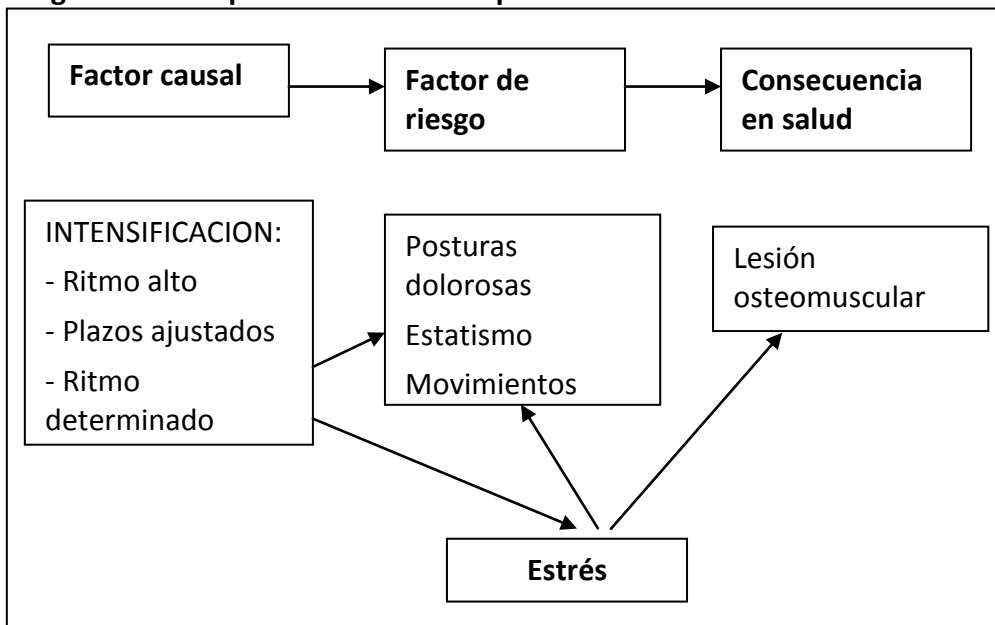 Factor causal
Factor de
riesgo
Consecuencia
en salud
INTENSIFICACION:
- Ritmo alto
- Plazos ajustados
- Ritmo
determinado
Posturas
dolorosas
Estatismo
Movimientos
Lesión
osteomuscular
Estrés